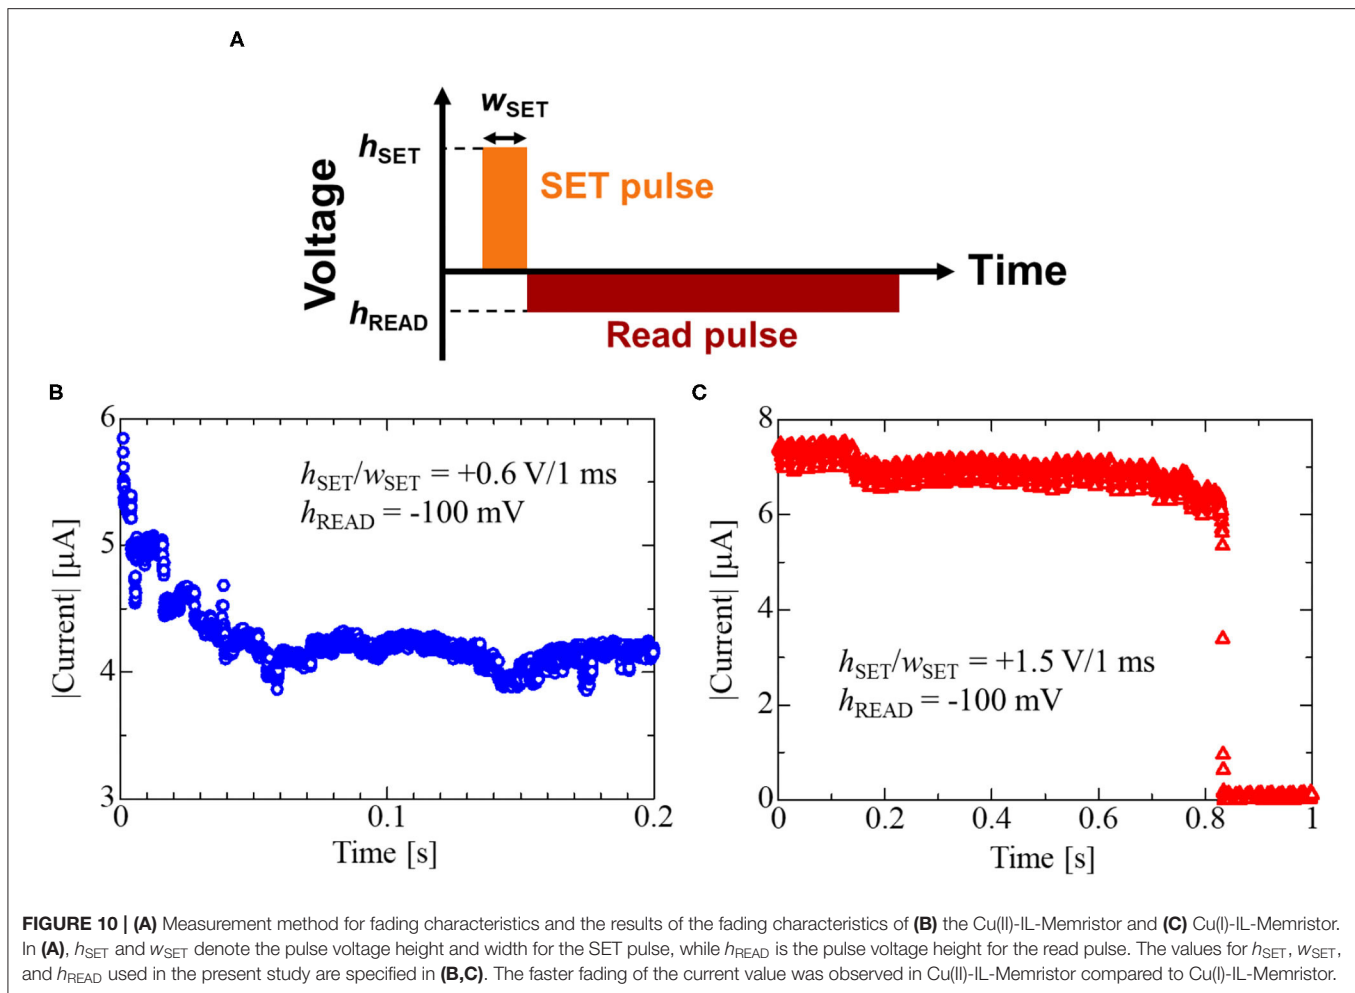 A
wSET
hSET
SET pulse
Voltage
Time
hREAD
Read pulse
B
6
5
4
3
|Current| [µA]
hSET/wSET = +0.6 V/1 ms
hREAD = -100 mV
0
0.1
0.2
Time [s]
C
8
6
4
2
0
|Current| [µA]
hSET/wSET = +1.5 V/1 ms
hREAD = -100 mV
0
0.2
0.4
0.6
0.8
1
Time [s]
FIGURE 10 | (A) Measurement method for fading characteristics and the results of the fading characteristics of (B) the Cu(II)-IL-Memristor and (C) Cu(I)-IL-Memristor.
In (A), hSET and wSET denote the pulse voltage height and width for the SET pulse, while hREAD is the pulse voltage height for the read pulse. The values for hSET, wSET,
and hREAD used in the present study are specified in (B,C). The faster fading of the current value was observed in Cu(II)-IL-Memristor compared to Cu(I)-IL-Memristor.